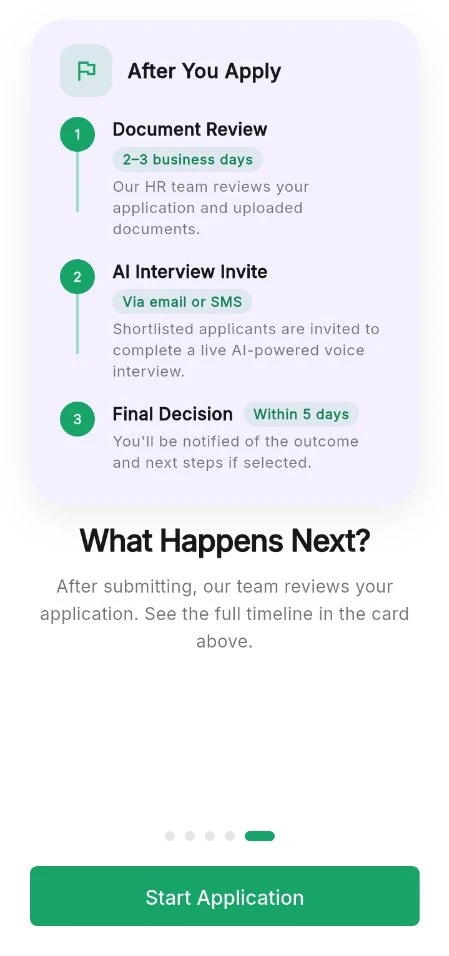 After You Apply
1
Document Review
2–3 business days
Our HR team reviews your
application and uploaded
documents.
2
AI Interview Invite
Via email or SMS
Shortlisted applicants are invited to
complete a live AI-powered voice
interview.
3
Final Decision Within 5 days
You'll be notified of the outcome
and next steps if selected.
What Happens Next?
After submitting, our team reviews your
application. See the full timeline in the card
above.
Start Application